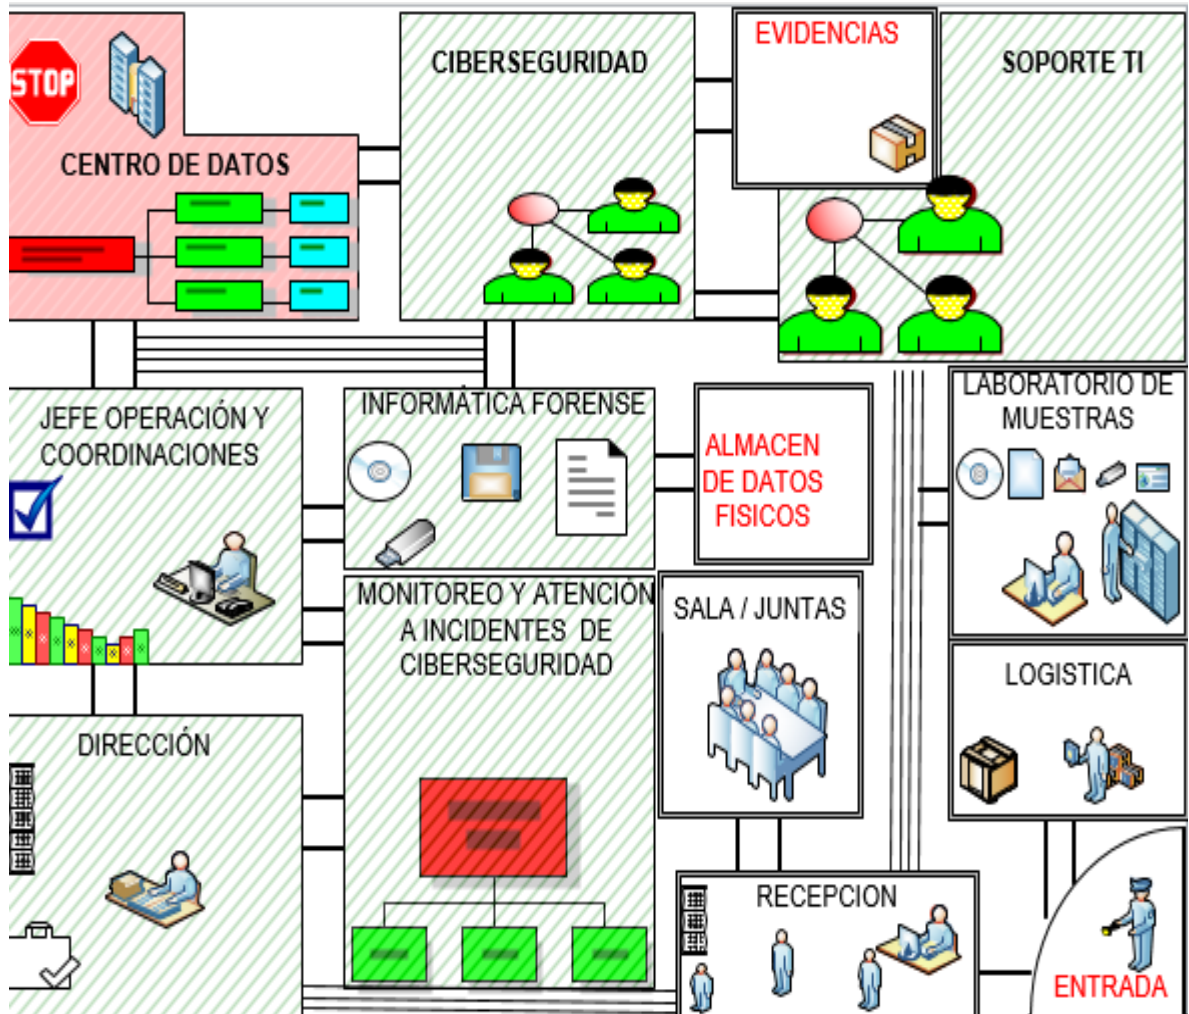 STOP
CENTRO DE DATOS
CIBERSEGURIDAD
EVIDENCIAS
SOPORTE TI
JEFE OPERACIÓN Y
COORDINACIONES
INFORMÁTICA FORENSE
ALMACEN
DE DATOS
FISICOS
LABORATORIO DE
MUESTRAS
MONITOREO Y ATENCIÓN
A INCIDENTES DE
CIBERSEGURIDAD
SALA / JUNTAS
LOGISTICA
DIRECCIÓN
RECEPCION
ENTRADA